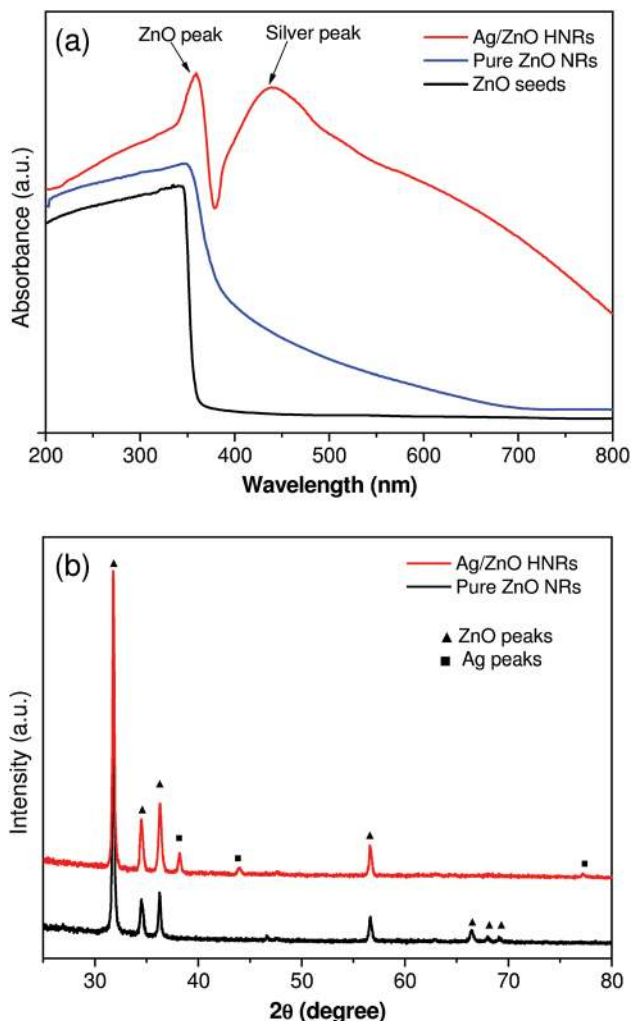 (a)
ZnO peak
Silver peak
Ag/ZnO HNRs
Pure ZnO NRs
ZnO seeds
Absorbance (a.u.)
200 300 400 500 600 700 800
Wavelength (nm)
(b)
Ag/ZnO HNRs
Pure ZnO NRs
▲ ZnO peaks
■ Ag peaks
Intensity (a.u.)
30 40 50 60 70 80
2θ (degree)